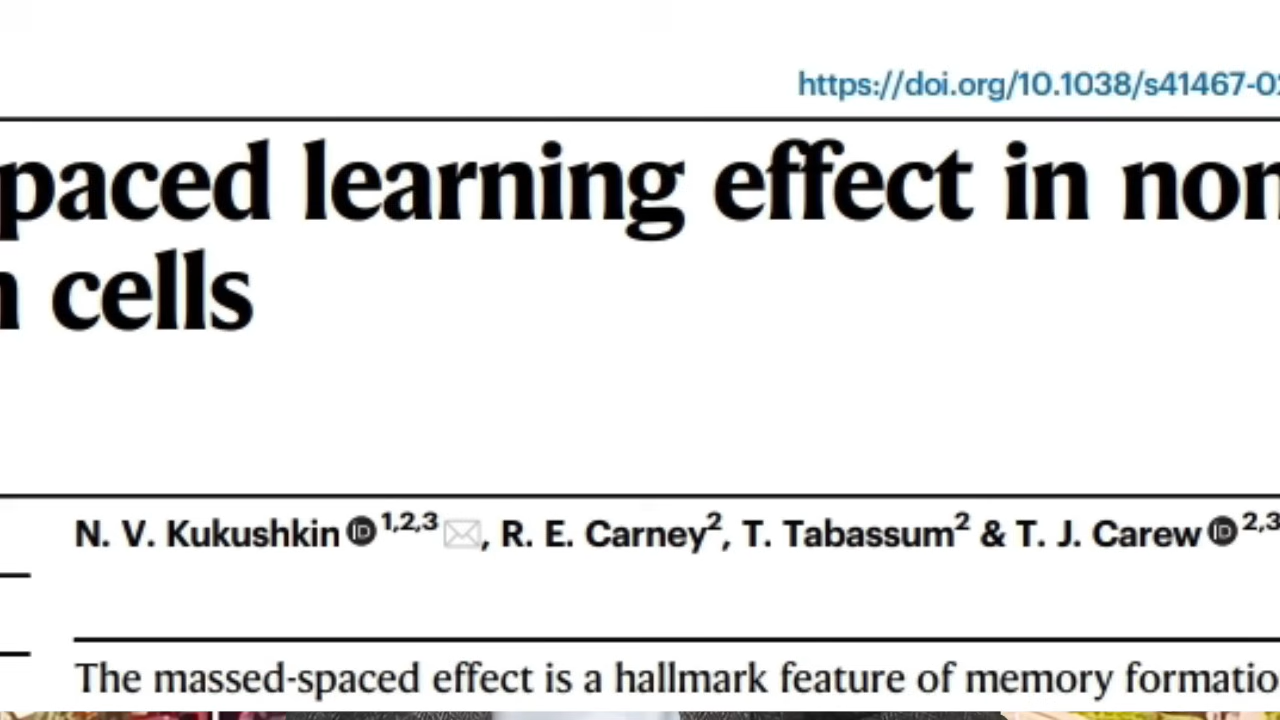 https://doi.org/10.1038/s41467-02
paced learning effect in non
n cells
N. V. Kukushkin 1,2,3, R. E. Carney2, T. Tabassum2 & T. J. Carew 2,3
The massed-spaced effect is a hallmark feature of memory formatio